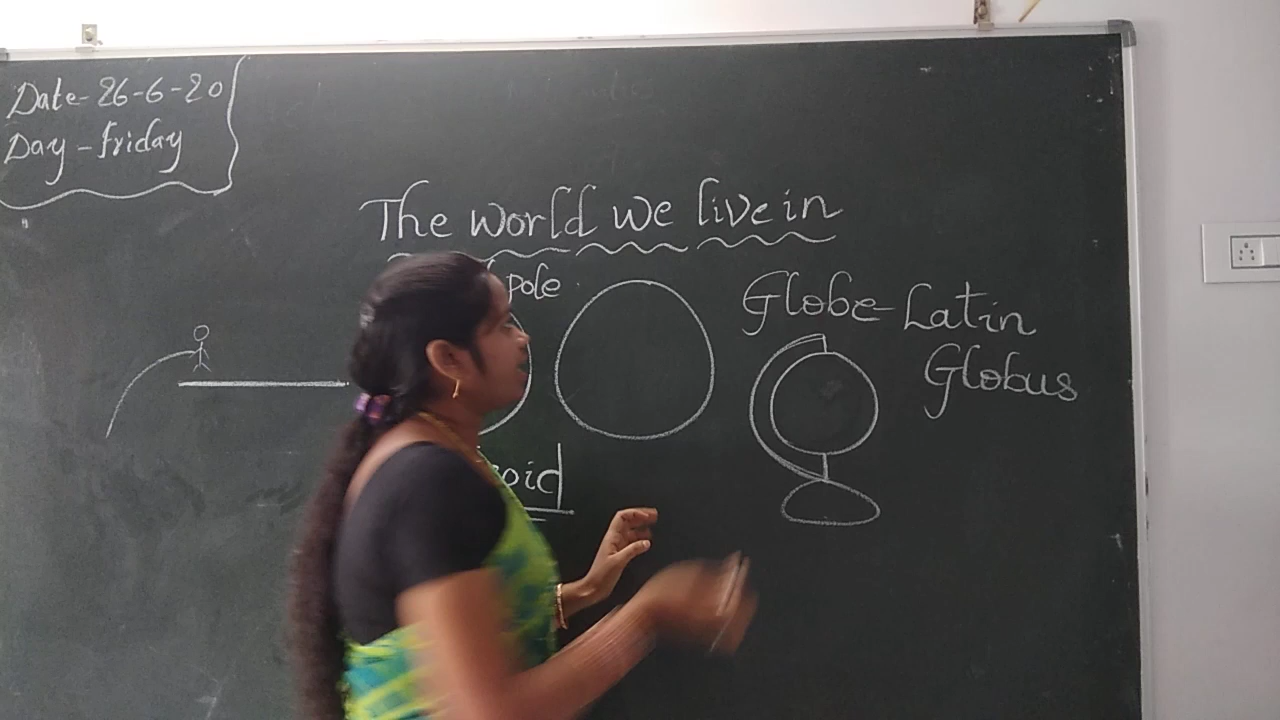 Date- 26-6-20
Day - Friday
The world we live in
pole
Globe- Latin
Globus